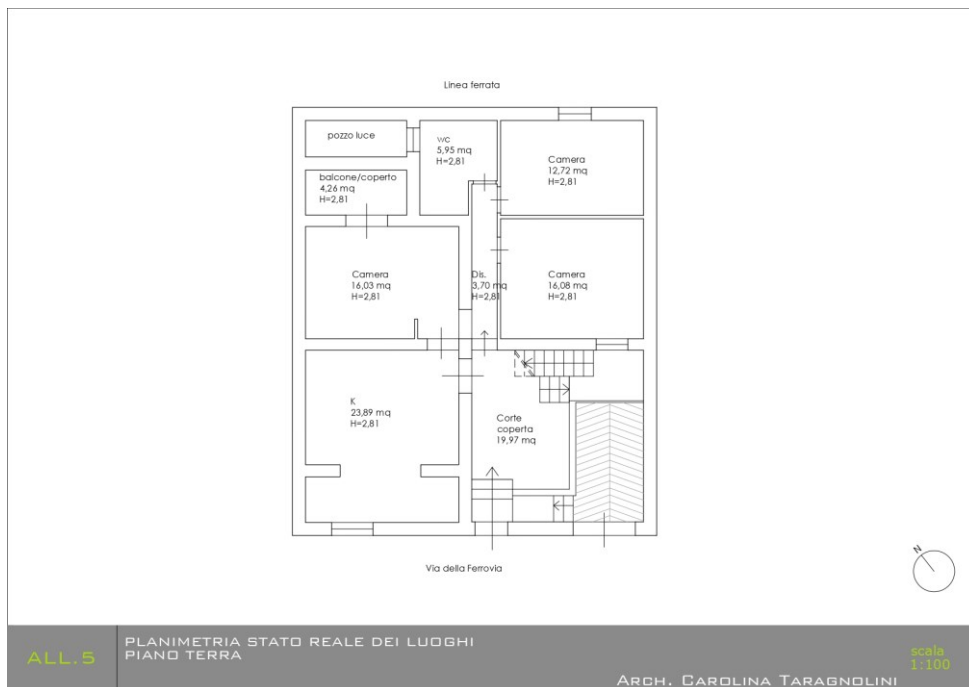 Linea ferrata
pozzo luce
wc
5,95 mq
H=2,81
Camera
12,72 mq
H=2,81
balcone/coperto
4,26 mq
H=2,81
Camera
16,03 mq
H=2,81
Dis.
3,70 mq
H=2,81
Camera
16,08 mq
H=2,81
K
23,89 mq
H=2,81
Corte
coperta
19,97 mq
Via della Ferrovia
N
ALL.5
PLANIMETRIA STATO REALE DEI LUOGHI
PIANO TERRA
scala
1:100
ARCH. CAROLINA TARAGNOLINI